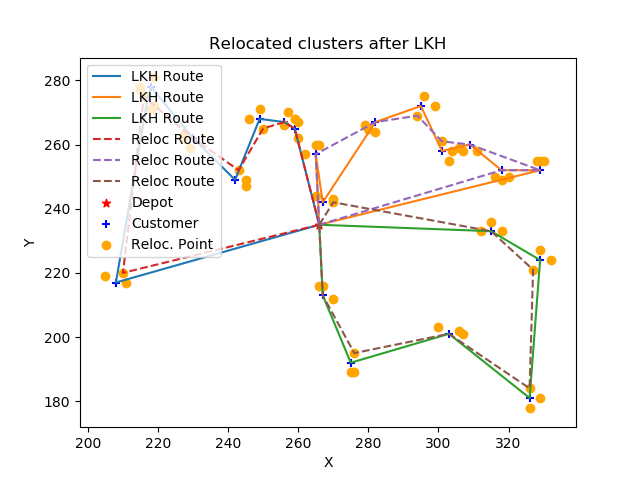 Relocated clusters after LKH
LKH Route
LKH Route
LKH Route
Reloc Route
Reloc Route
Reloc Route
Depot
Customer
Reloc. Point
280
260
240
220
200
180
Y
200
220
240
260
280
300
320
X